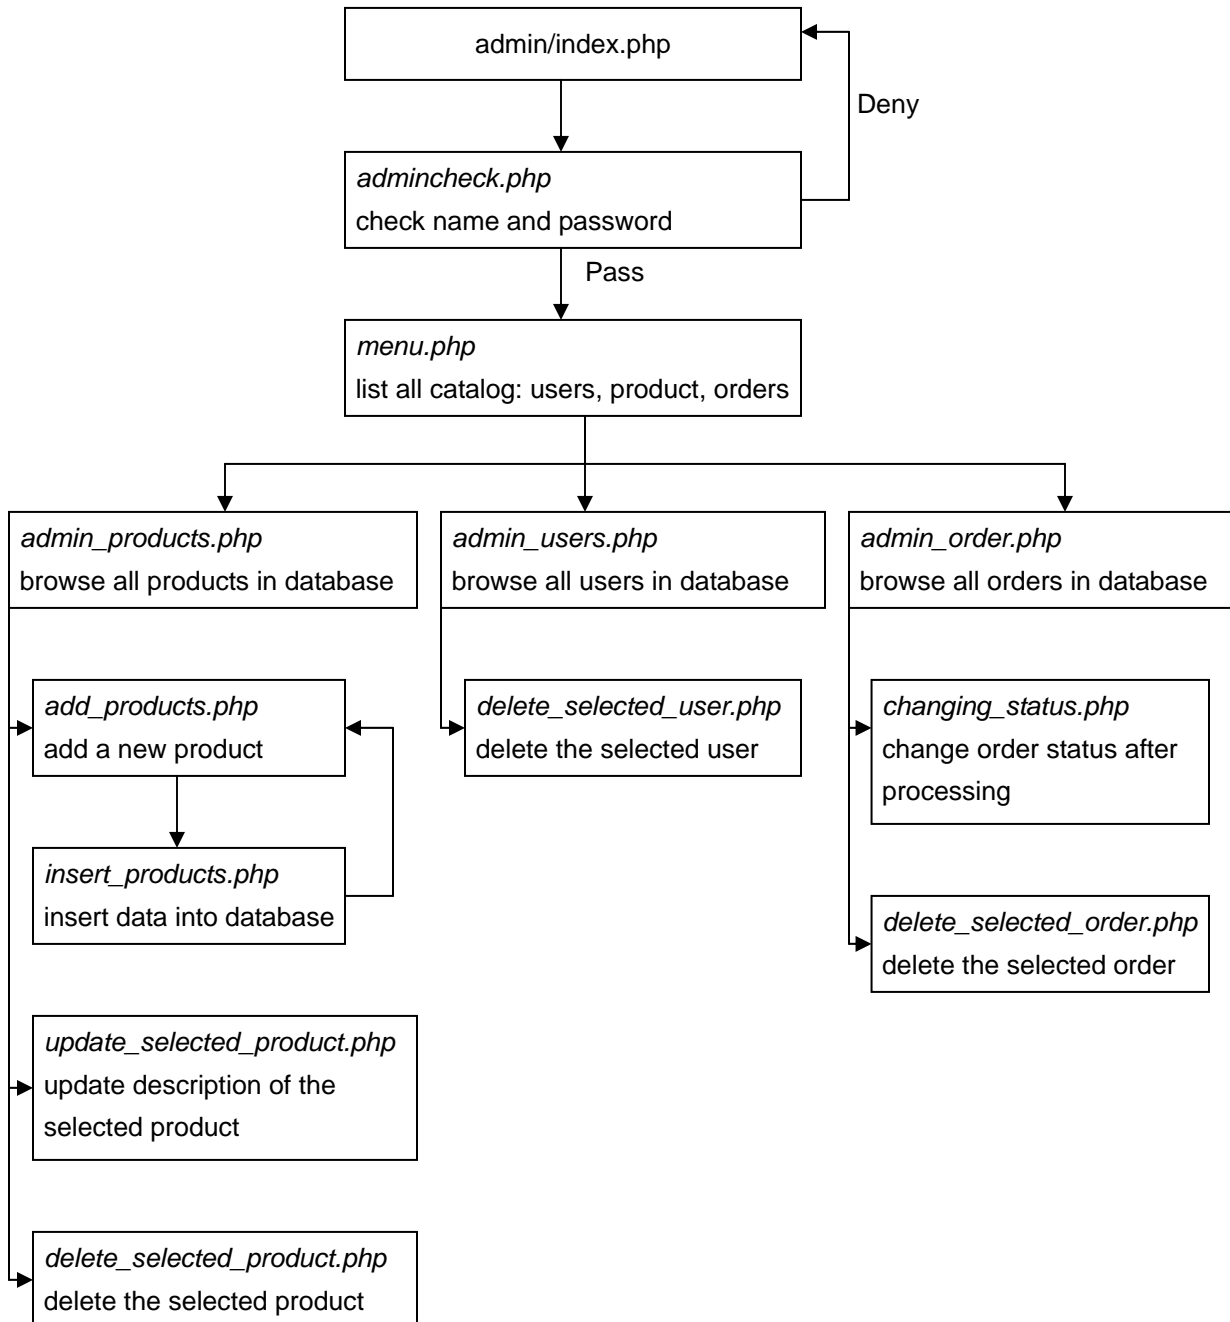 admin/index.php
Deny
admincheck.php
check name and password
Pass
menu.php
list all catalog: users, product, orders
admin_products.php
browse all products in database
admin_users.php
browse all users in database
admin_order.php
browse all orders in database
add_products.php
add a new product
insert_products.php
insert data into database
update_selected_product.php
update description of the
selected product
delete_selected_product.php
delete the selected product
delete_selected_user.php
delete the selected user
changing_status.php
change order status after
processing
delete_selected_order.php
delete the selected order